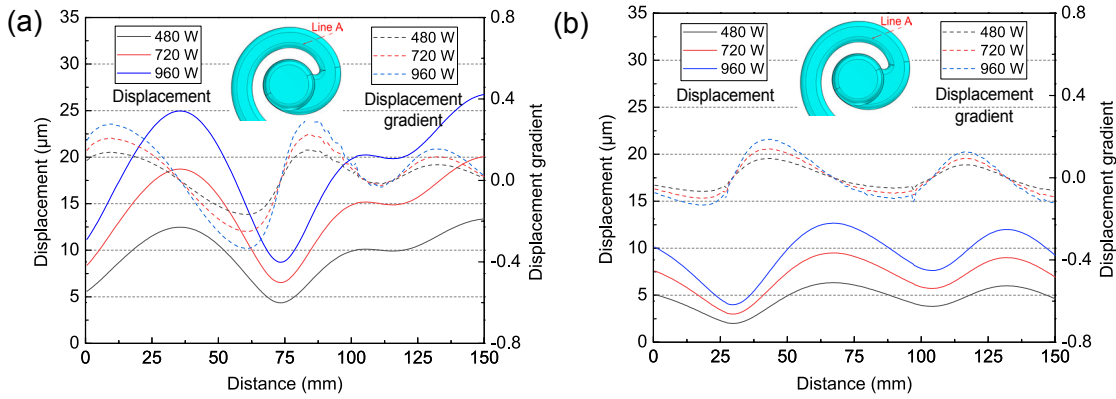 (a)
35
30
25
20
15
10
5
0
Displacement (μm)
480 W
720 W
960 W
Displacement
Line A
480 W
720 W
960 W
Displacement
gradient
0.8
0.4
0.0
-0.4
-0.8
Displacement gradient
0
25
50
75
100
125
150
Distance (mm)
(b)
35
30
25
20
15
10
5
0
Displacement (μm)
480 W
720 W
960 W
Displacement
Line A
480 W
720 W
960 W
Displacement
gradient
0.8
0.4
0.0
-0.4
-0.8
Displacement gradient
0
25
50
75
100
125
150
Distance (mm)